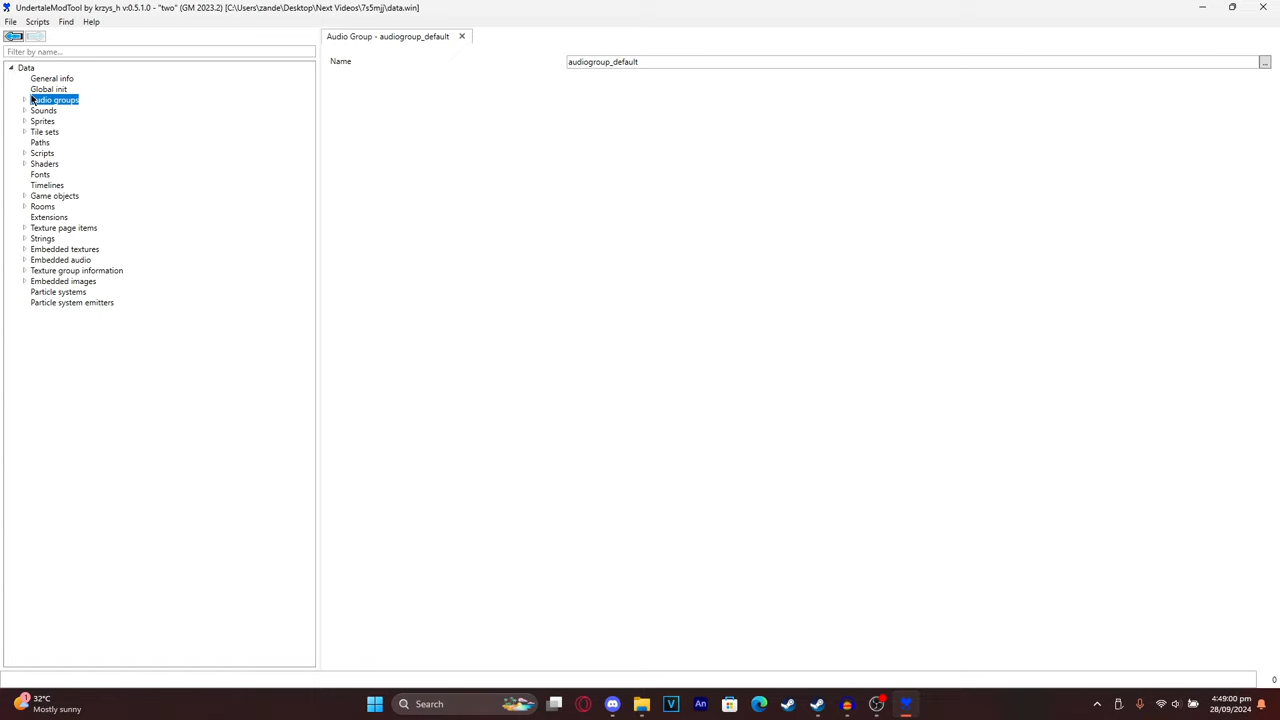 UndertaleModTool by krzys_h v:0.5.1.0 - "two" (GM 2023.2) [C:\Users\zande\Desktop\Next Videos\7s5mjj\data.win]
File Scripts Find Help
Audio Group - audiogroup_default
Filter by name...
Name audiogroup_default ...
Data
General info
Global init
Audio groups
Sounds
Sprites
Tile sets
Paths
Scripts
Shaders
Fonts
Timelines
Game objects
Rooms
Extensions
Texture page items
Strings
Embedded textures
Embedded audio
Texture group information
Embedded images
Particle systems
Particle system emitters
0
32°C
Mostly sunny
Search
V
An
4:49:00 pm
28/09/2024